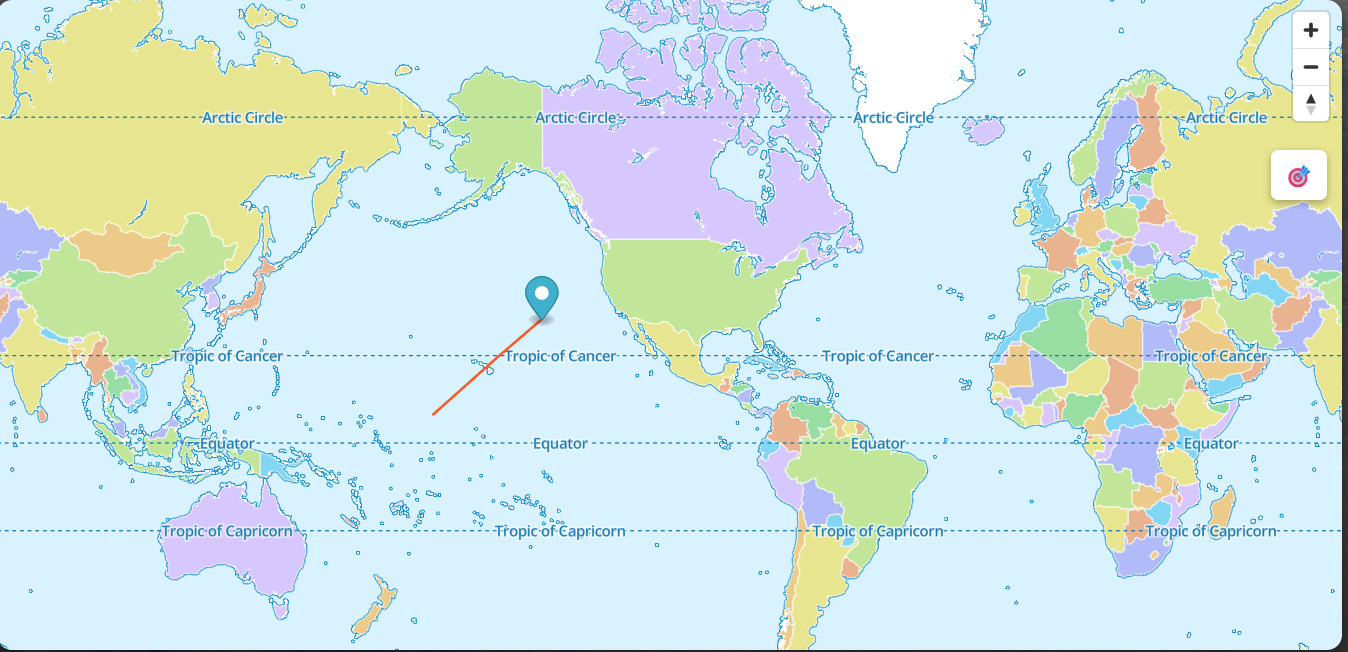 +
−
Arctic Circle
Arctic Circle
Arctic Circle
Arctic Circle
Tropic of Cancer
Tropic of Cancer
Tropic of Cancer
Tropic of Cancer
Equator
Equator
Equator
Equator
Tropic of Capricorn
Tropic of Capricorn
Tropic of Capricorn
Tropic of Capricorn